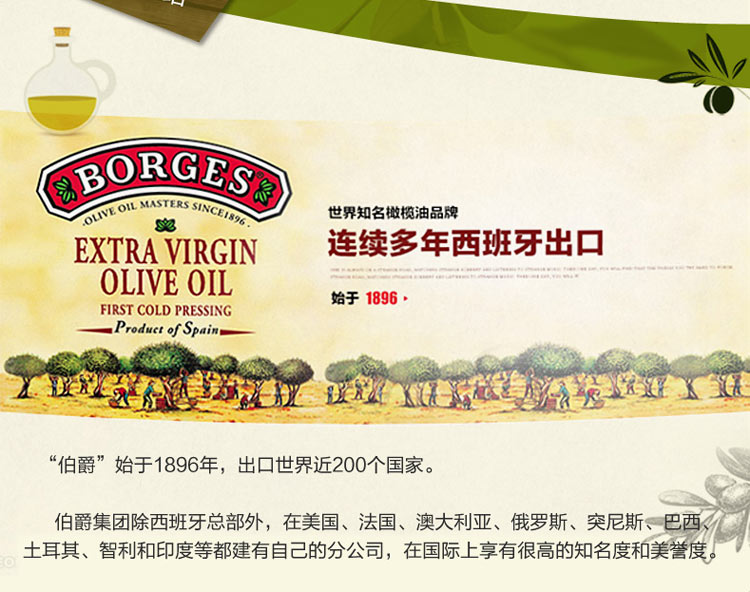 BORGES®
·OLIVE OIL MASTERS SINCE1896·
EXTRA VIRGIN
OLIVE OIL
FIRST COLD PRESSING
Product of Spain
世界知名橄榄油品牌
连续多年西班牙出口
始于 1896
“伯爵”始于1896年，出口世界近200个国家。
伯爵集团除西班牙总部外，在美国、法国、澳大利亚、俄罗斯、突尼斯、巴西、
土耳其、智利和印度等都建有自己的分公司，在国际上享有很高的知名度和美誉度。